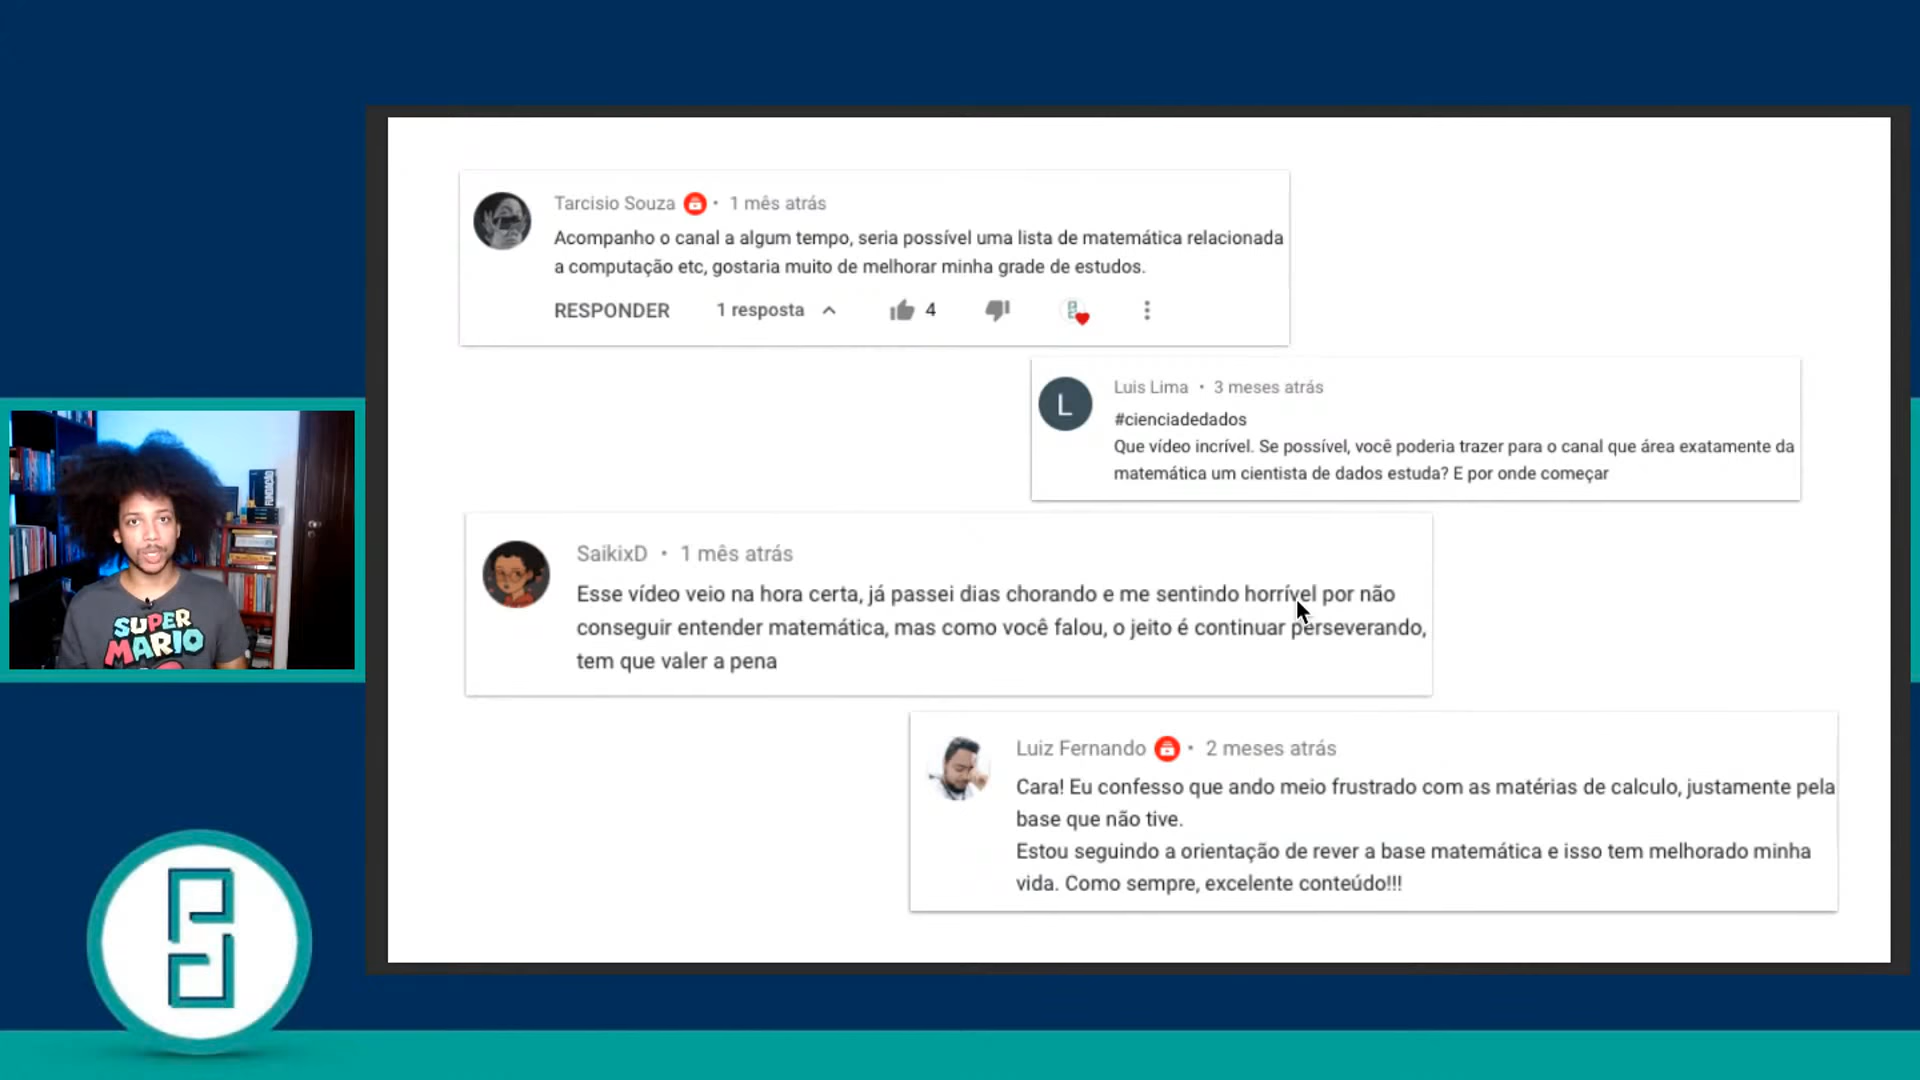 Tarcisio Souza • 1 mês atrás
Acompanho o canal a algum tempo, seria possível uma lista de matemática relacionada
a computação etc, gostaria muito de melhorar minha grade de estudos.
RESPONDER 1 resposta 4
L
Luis Lima • 3 meses atrás
#cienciadedados
Que vídeo incrível. Se possível, você poderia trazer para o canal que área exatamente da
matemática um cientista de dados estuda? E por onde começar
SaikixD • 1 mês atrás
Esse vídeo veio na hora certa, já passei dias chorando e me sentindo horrível por não
conseguir entender matemática, mas como você falou, o jeito é continuar perseverando,
tem que valer a pena
FUNDAÇÃO
SUPER
MARIO
Luiz Fernando • 2 meses atrás
Cara! Eu confesso que ando meio frustrado com as matérias de calculo, justamente pela
base que não tive.
Estou seguindo a orientação de rever a base matemática e isso tem melhorado minha
vida. Como sempre, excelente conteúdo!!!